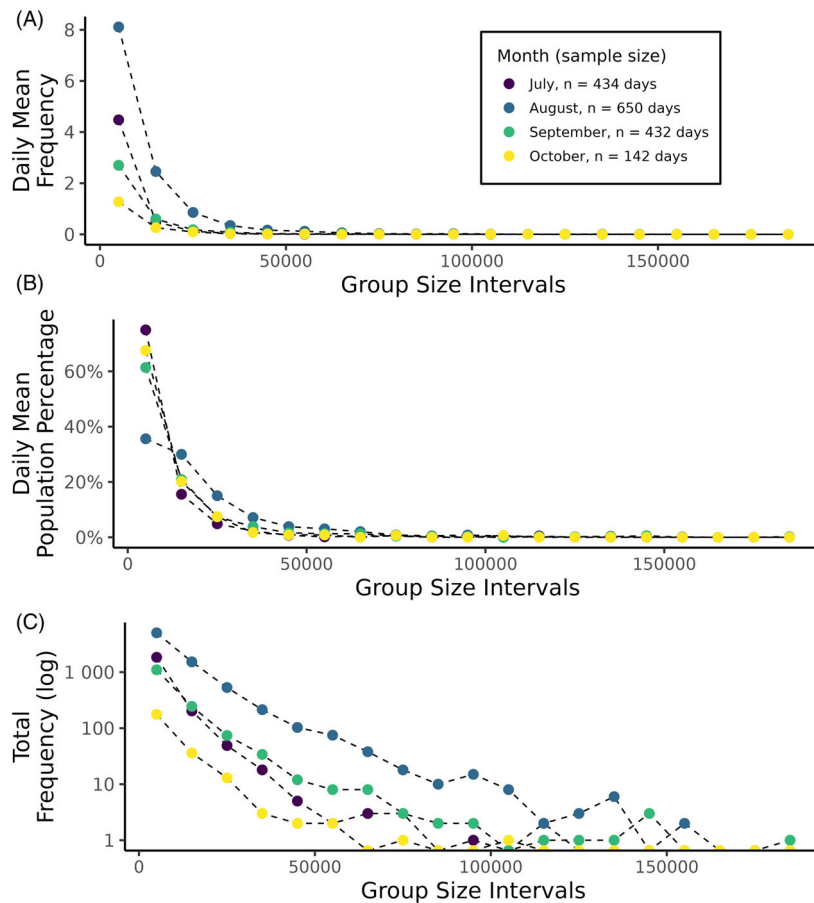 (A)
Daily Mean
Frequency
8
6
4
2
0
0
50000
100000
150000
Group Size Intervals
Month (sample size)
July, n = 434 days
August, n = 650 days
September, n = 432 days
October, n = 142 days
(B)
Daily Mean
Population Percentage
60%
40%
20%
0%
0
50000
100000
150000
Group Size Intervals
(C)
Total
Frequency (log)
1 000
100
10
1
0
50000
100000
150000
Group Size Intervals